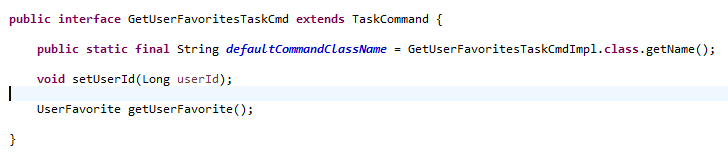 public interface GetUserFavoritesTaskCmd extends TaskCommand {
public static final String defaultCommandClassName = GetUserFavoritesTaskCmdImpl.class.getName();
void setUserId(Long userId);
UserFavorite getUserFavorite();
}